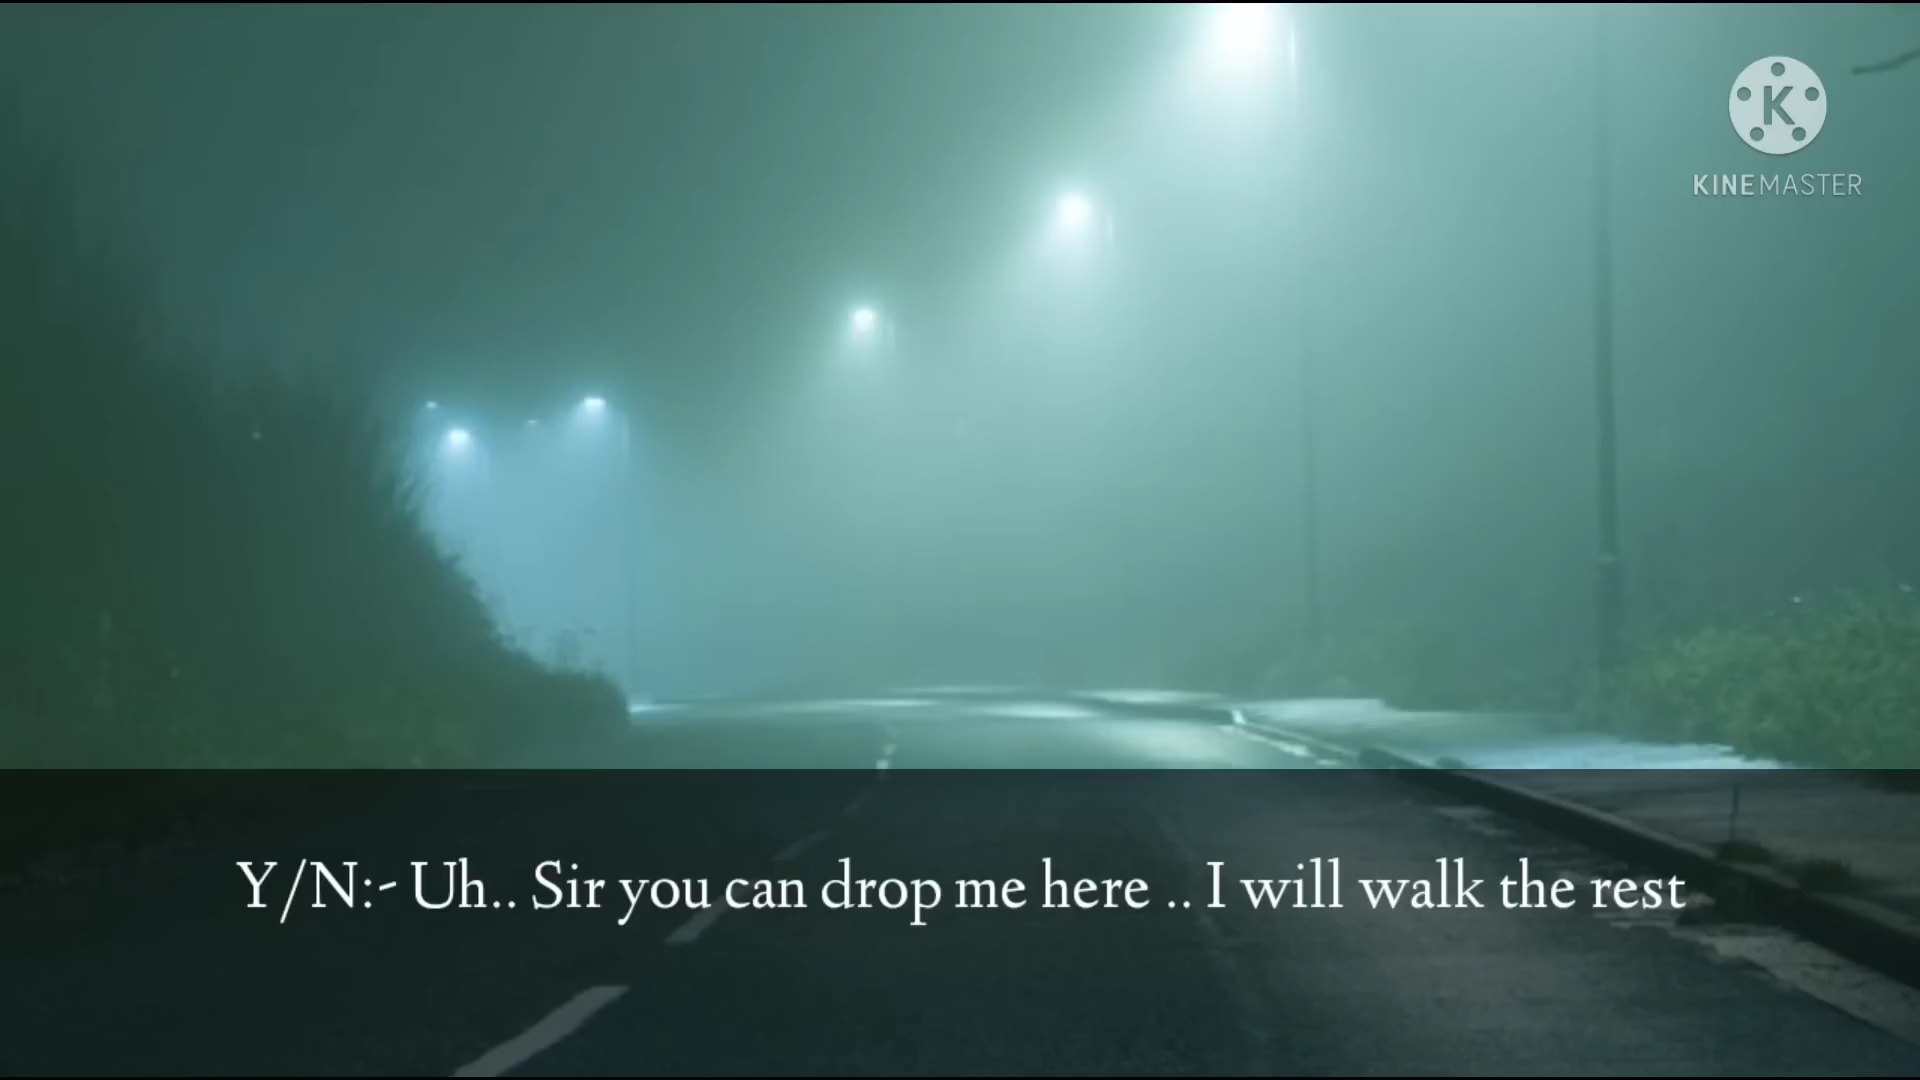 K
KINEMASTER
Y/N:- Uh.. Sir you can drop me here .. I will walk the rest